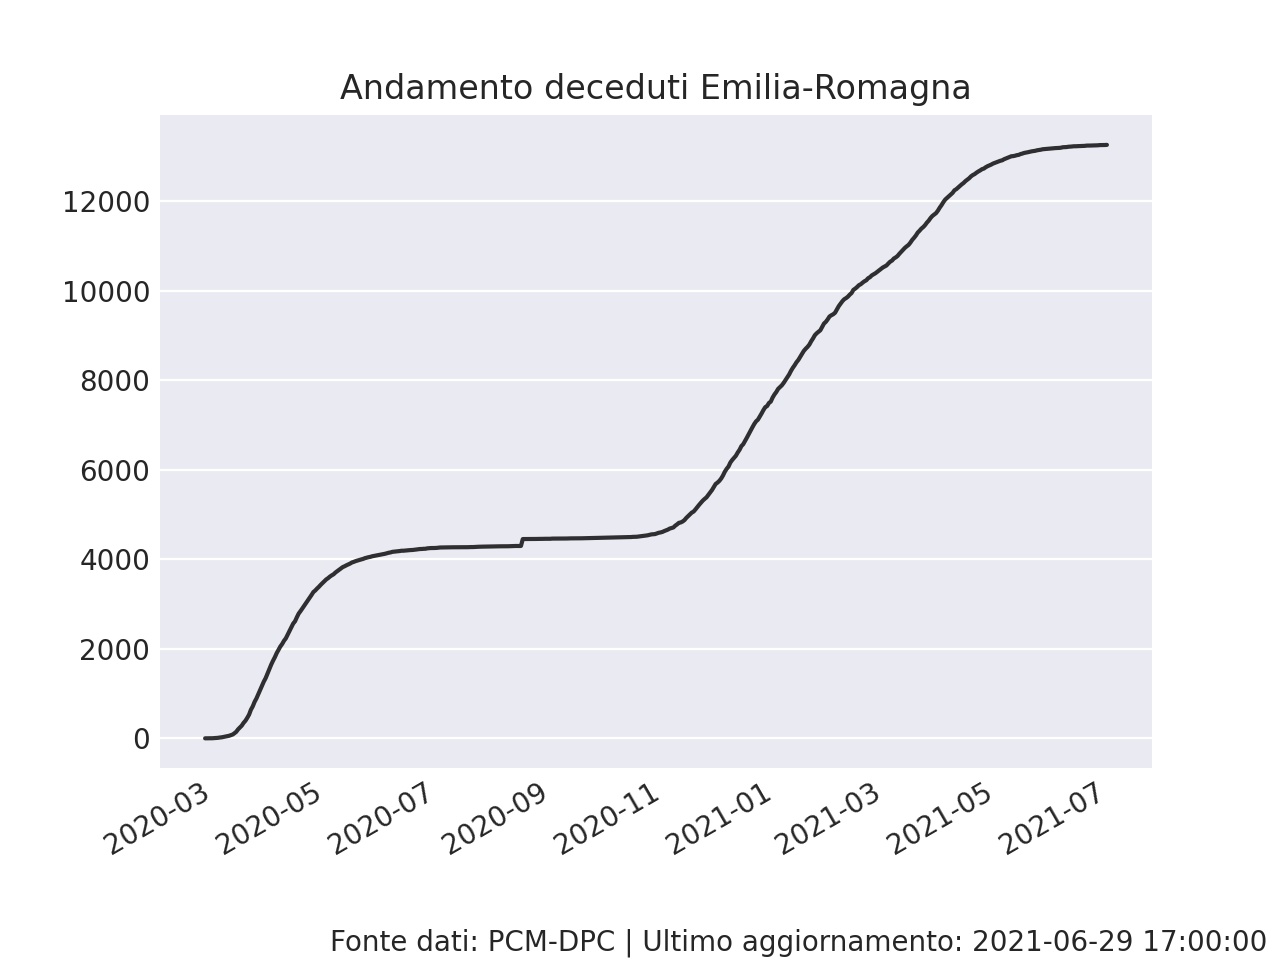 Andamento deceduti Emilia-Romagna
12000
10000
8000
6000
4000
2000
0
2020-03 2020-05 2020-07 2020-09 2020-11 2021-01 2021-03 2021-05 2021-07
Fonte dati: PCM-DPC | Ultimo aggiornamento: 2021-06-29 17:00:00